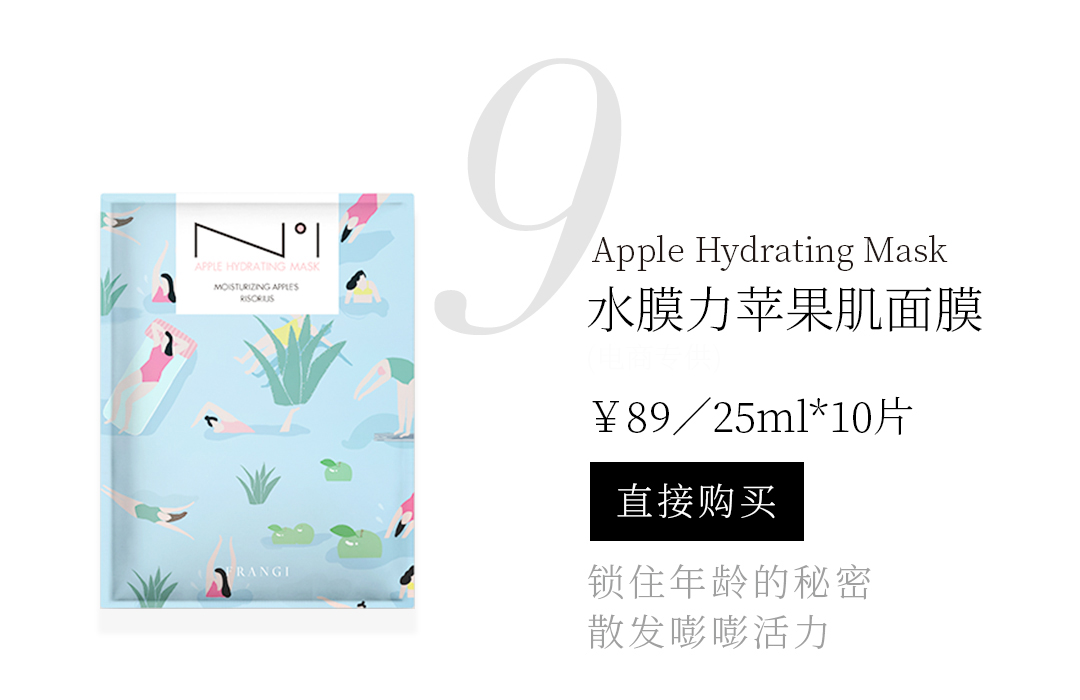 9
Apple Hydrating Mask
水膜力苹果肌面膜
￥89／25ml*10片
直接购买
锁住年龄的秘密
散发嘭嘭活力
N°1
APPLE HYDRATING MASK
MOISTURIZING APPLES
RISORIUS
FRANGI